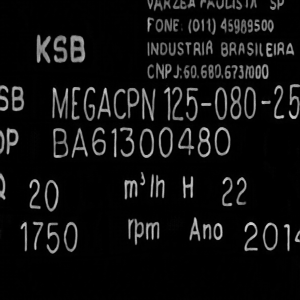 VARZEA PAULISTA SP
FONE: (011) 45989500
KSB
INDUSTRIA BRASILEIRA
CNPJ: 60.680.673/000
SB MEGACPN 125-080-25
OP BA61300480
Q 20 m³/h H 22
1750 rpm Ano 2014